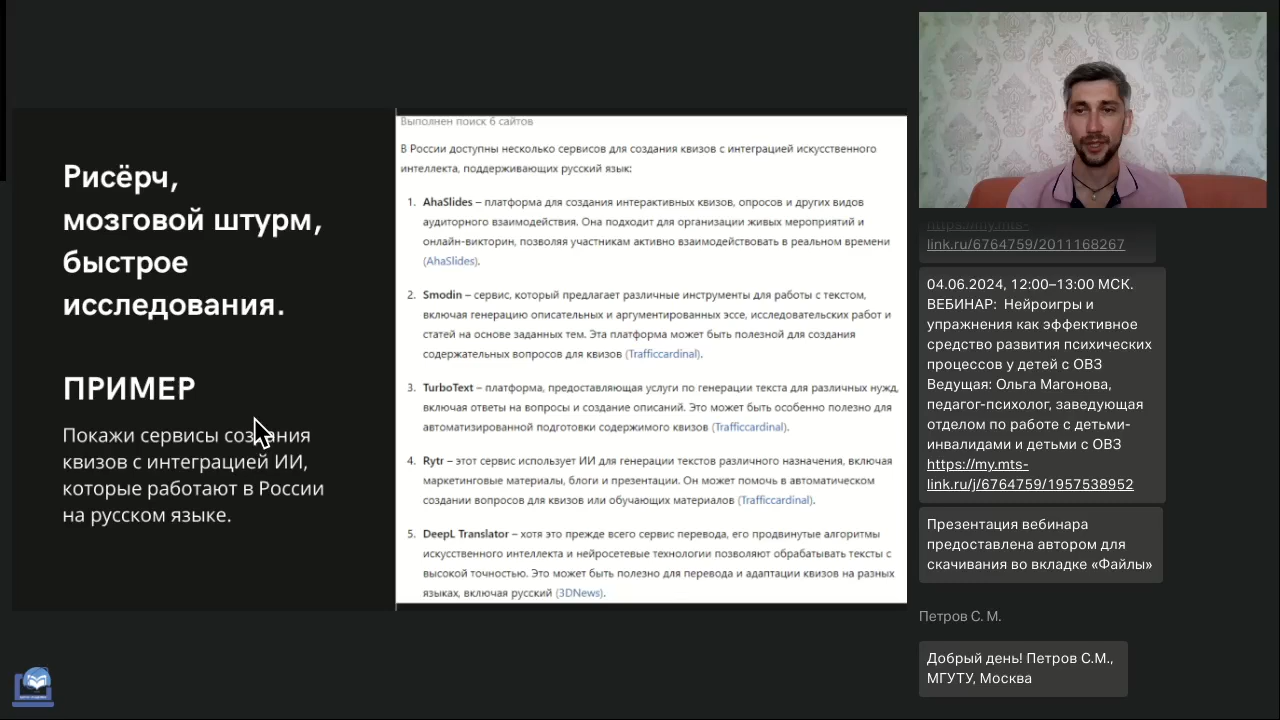 Рисёрч,
мозговой штурм,
быстрое
исследования.
ПРИМЕР
Покажи сервисы создания
квизов с интеграцией ИИ,
которые работают в России
на русском языке.
Выполнен поиск 6 сайтов
В России доступны несколько сервисов для создания квизов с интеграцией искусственного
интеллекта, поддерживающих русский язык:
1. AhaSlides – платформа для создания интерактивных квизов, опросов и других видов
аудиторного взаимодействия. Она подходит для организации живых мероприятий и
онлайн-викторин, позволяя участникам активно взаимодействовать в реальном времени
(AhaSlides).
2. Smodin – сервис, который предлагает различные инструменты для работы с текстом,
включая генерацию описательных и аргументированных эссе, исследовательских работ и
статей на основе заданных тем. Эта платформа может быть полезной для создания
содержательных вопросов для квизов (Trafficcardinal).
3. TurboText – платформа, предоставляющая услуги по генерации текста для различных нужд,
включая ответы на вопросы и создание описаний. Это может быть особенно полезно для
автоматизированной подготовки содержимого квизов (Trafficcardinal).
4. Rytr – этот сервис использует ИИ для генерации текстов различного назначения, включая
маркетинговые материалы, блоги и презентации. Он может помочь в автоматическом
создании вопросов для квизов или обучающих материалов (Trafficcardinal).
5. DeepL Translator – хотя это прежде всего сервис перевода, его продвинутые алгоритмы
искусственного интеллекта и нейросетевые технологии позволяют обрабатывать тексты с
высокой точностью. Это может быть полезно для перевода и адаптации квизов на разных
языках, включая русский (3DNews).
https://my.mts-
link.ru/6764759/2011168267
04.06.2024, 12:00–13:00 МСК.
ВЕБИНАР: Нейроигры и
упражнения как эффективное
средство развития психических
процессов у детей с ОВЗ
Ведущая: Ольга Магонова,
педагог-психолог, заведующая
отделом по работе с детьми-
инвалидами и детьми с ОВЗ
https://my.mts-
link.ru/j/6764759/1957538952
Презентация вебинара
предоставлена автором для
скачивания во вкладке «Файлы»
Петров С. М.
Добрый день! Петров С.М.,
МГУТУ, Москва